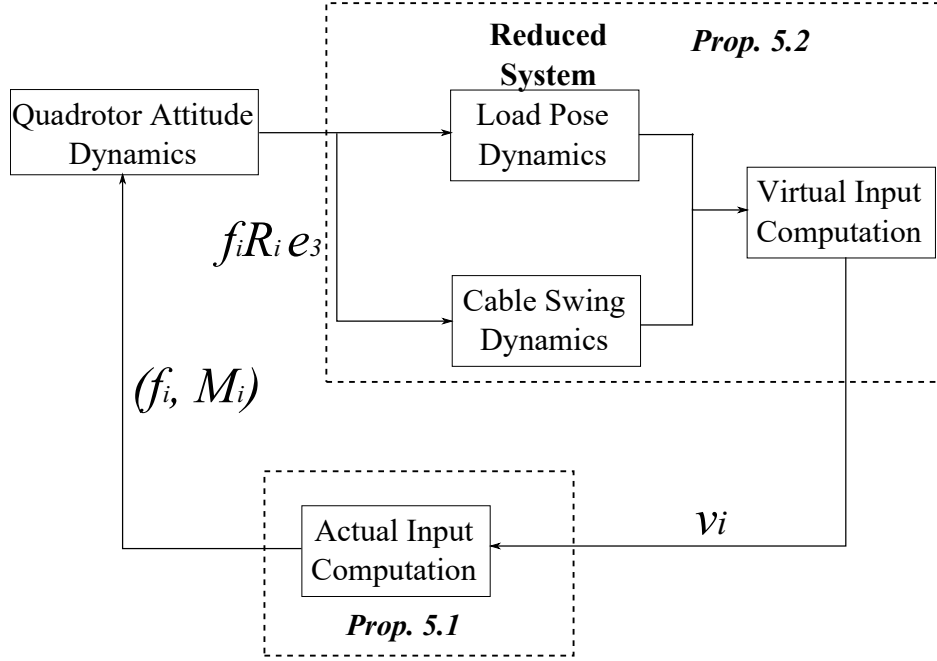 Reduced
System
Prop. 5.2
Quadrotor Attitude
Dynamics
Load Pose
Dynamics
Virtual Input
Computation
fᵢRᵢ e₃
Cable Swing
Dynamics
(fᵢ, Mᵢ)
vᵢ
Actual Input
Computation
Prop. 5.1